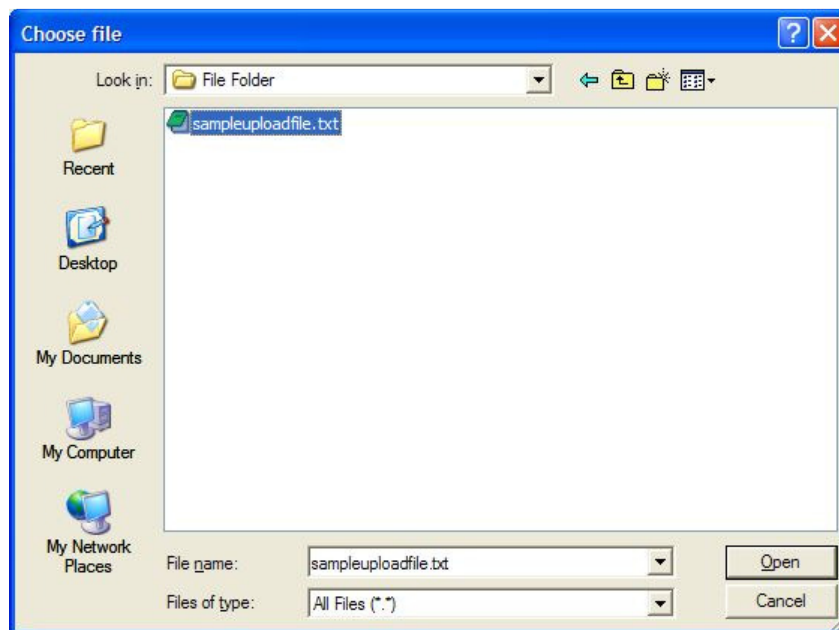 Choose file
Look in:
File Folder
sampleuploadfile.txt
Recent
Desktop
My Documents
My Computer
My Network
Places
File name:
sampleuploadfile.txt
Open
Files of type:
All Files (*.*)
Cancel